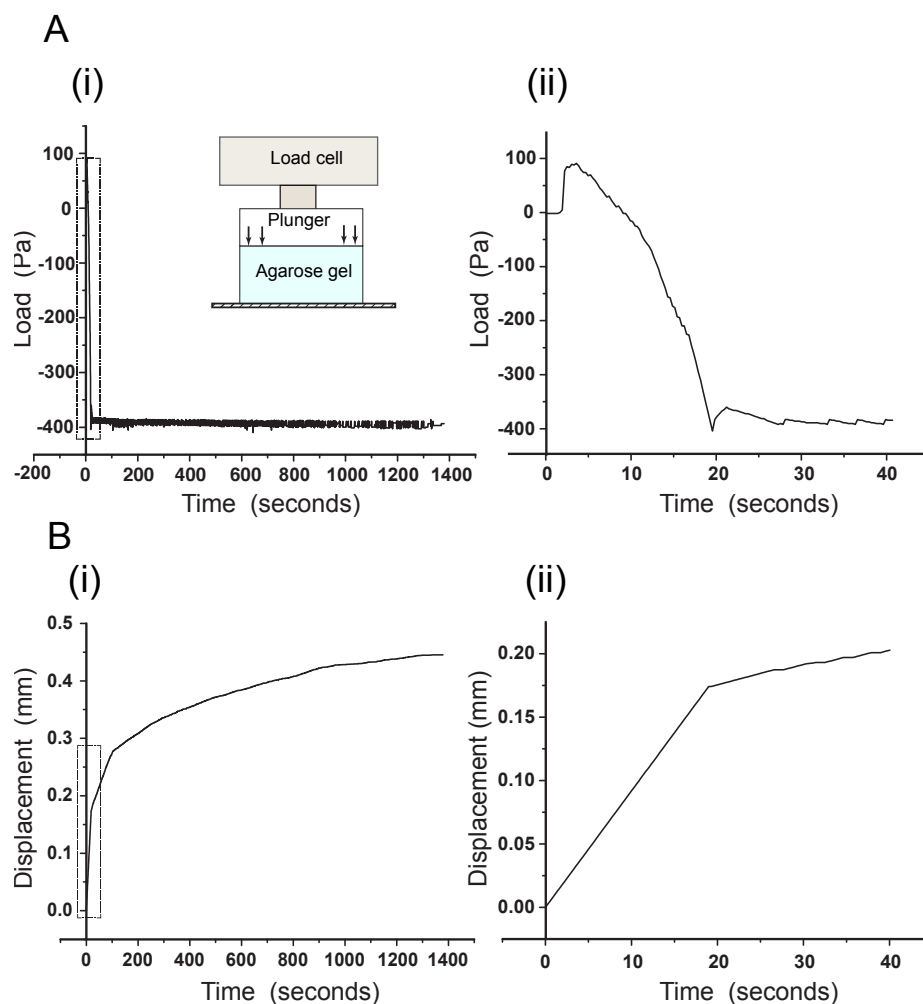 A
(i)
100
0
-100
-200
-300
-400
Load (Pa)
Load cell
Plunger
Agarose gel
-200 0 200 400 600 800 1000 1200 1400
Time (seconds)
(ii)
100
0
-100
-200
-300
-400
Load (Pa)
0 10 20 30 40
Time (seconds)
B
(i)
0.5
0.4
0.3
0.2
0.1
0.0
Displacement (mm)
0 200 400 600 800 1000 1200 1400
Time (seconds)
(ii)
0.20
0.15
0.10
0.05
0.00
Displacement (mm)
0 10 20 30 40
Time (seconds)